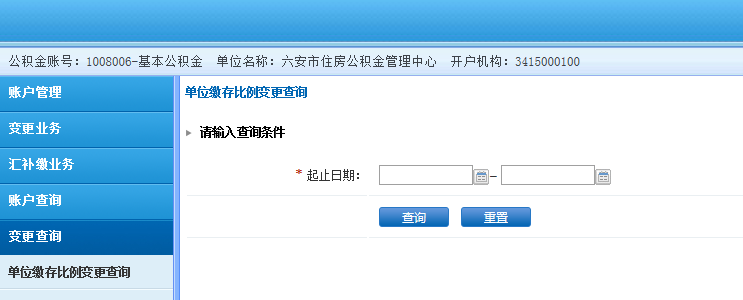 公积金账号：1008006-基本公积金 单位名称：六安市住房公积金管理中心 开户机构：3415000100
账户管理
变更业务
汇补缴业务
账户查询
变更查询
单位缴存比例变更查询
单位缴存比例变更查询
请输入查询条件
* 起止日期： –
查询 重置